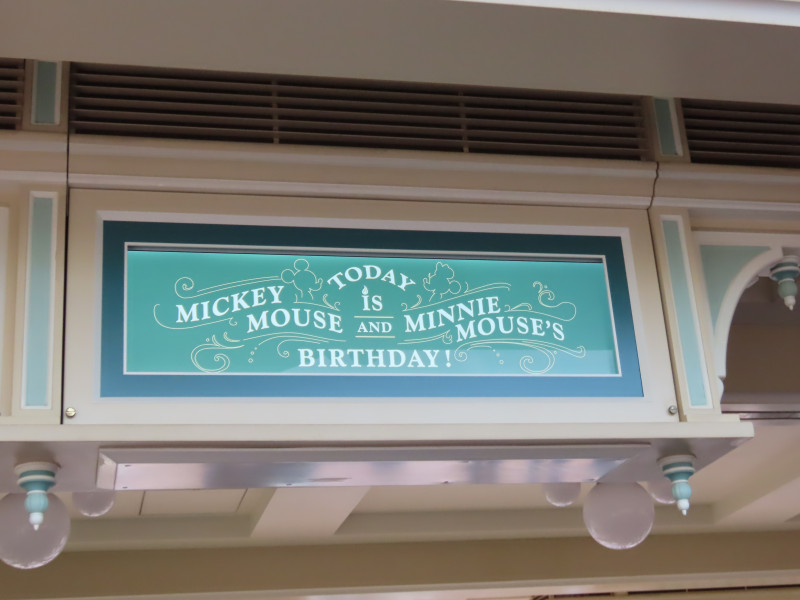 TODAY
IS
MICKEY
MOUSE
AND
MINNIE
MOUSE'S
BIRTHDAY!